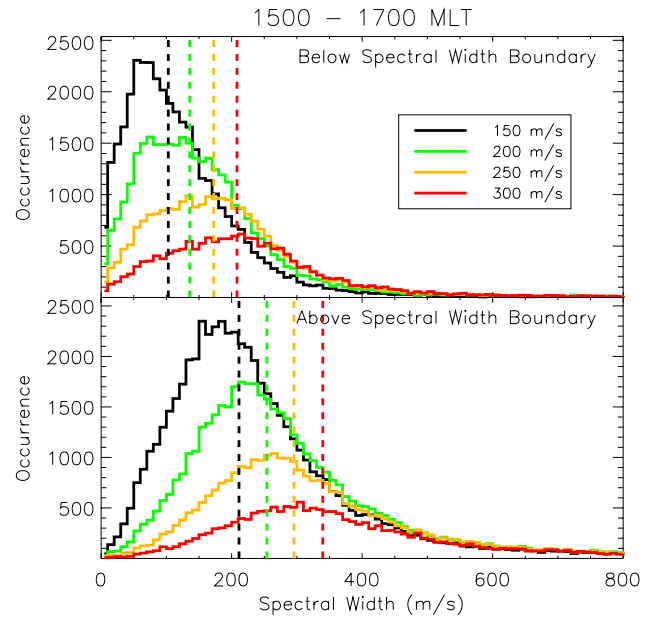 1500 – 1700 MLT
Below Spectral Width Boundary
2500
2000
1500
1000
500
Occurrence
150 m/s
200 m/s
250 m/s
300 m/s
Above Spectral Width Boundary
2500
2000
1500
1000
500
Occurrence
0 200 400 600 800
Spectral Width (m/s)